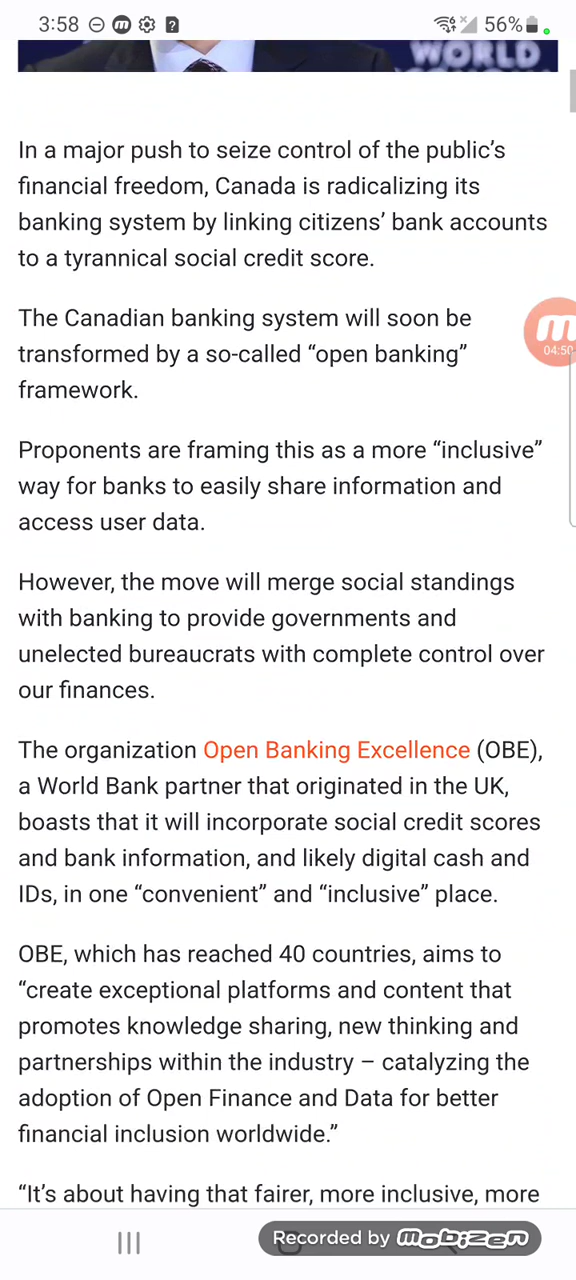 3:58
56%
WORLD
In a major push to seize control of the public’s
financial freedom, Canada is radicalizing its
banking system by linking citizens’ bank accounts
to a tyrannical social credit score.
The Canadian banking system will soon be
transformed by a so-called “open banking”
framework.
04:50
Proponents are framing this as a more “inclusive”
way for banks to easily share information and
access user data.
However, the move will merge social standings
with banking to provide governments and
unelected bureaucrats with complete control over
our finances.
The organization Open Banking Excellence (OBE),
a World Bank partner that originated in the UK,
boasts that it will incorporate social credit scores
and bank information, and likely digital cash and
IDs, in one “convenient” and “inclusive” place.
OBE, which has reached 40 countries, aims to
“create exceptional platforms and content that
promotes knowledge sharing, new thinking and
partnerships within the industry – catalyzing the
adoption of Open Finance and Data for better
financial inclusion worldwide.”
“It’s about having that fairer, more inclusive, more
Recorded by mobizen